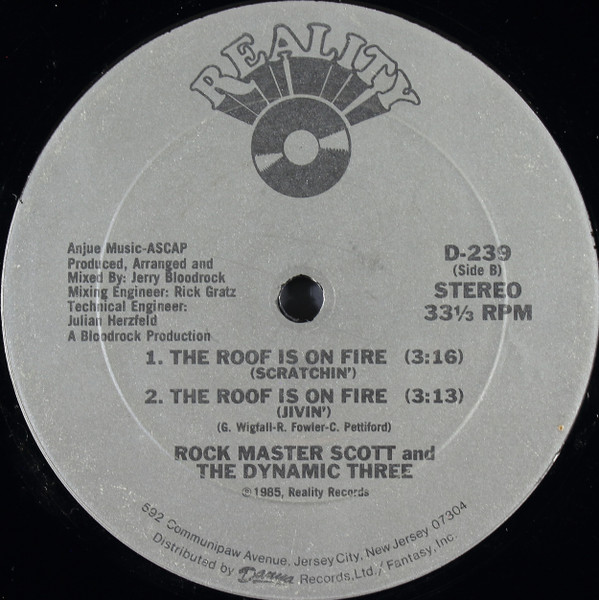 REALITY
Anjue Music-ASCAP
Produced, Arranged and
Mixed By: Jerry Bloodrock
Mixing Engineer: Rick Gratz
Technical Engineer:
Julian Herzfeld
A Bloodrock Production
D-239
(Side B)
STEREO
33⅓ RPM
1. THE ROOF IS ON FIRE (3:16)
(SCRATCHIN')
2. THE ROOF IS ON FIRE (3:13)
(JIVIN')
(G. Wigfall-R. Fowler-C. Pettiford)
ROCK MASTER SCOTT and
THE DYNAMIC THREE
℗1985, Reality Records
592 Communipaw Avenue, Jersey City, New Jersey 07304
Distributed by Danya Records, Ltd. / Fantasy, Inc.